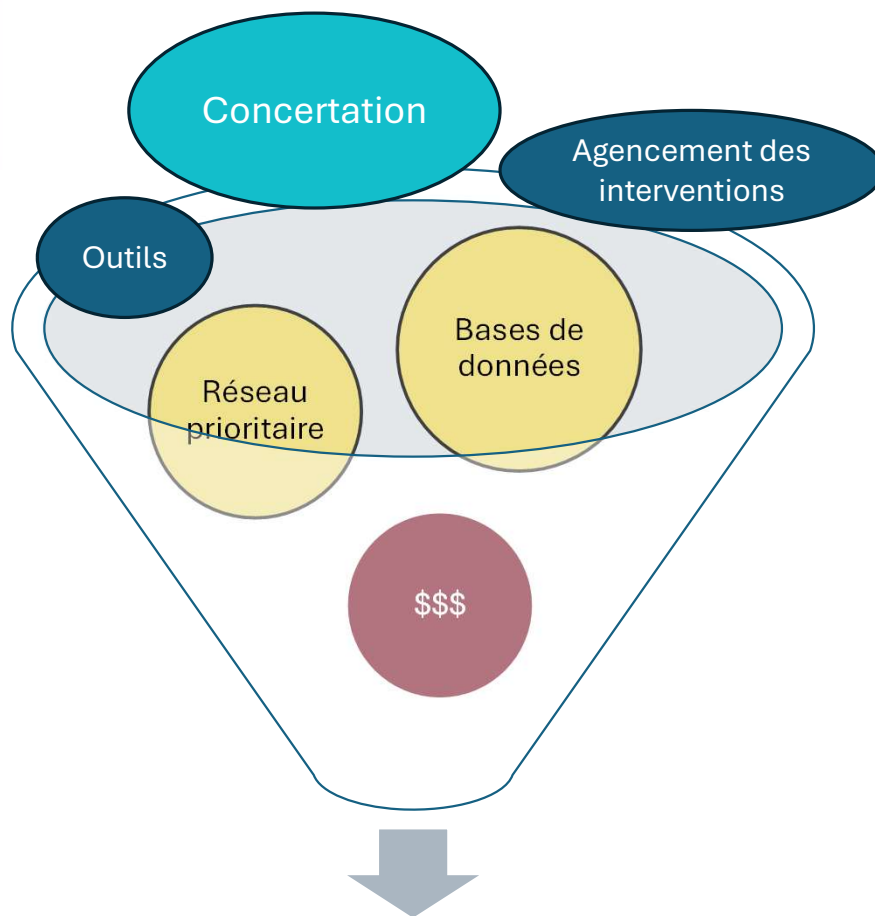 Concertation
Agencement des
interventions
Outils
Bases de
données
Réseau
prioritaire
$$$